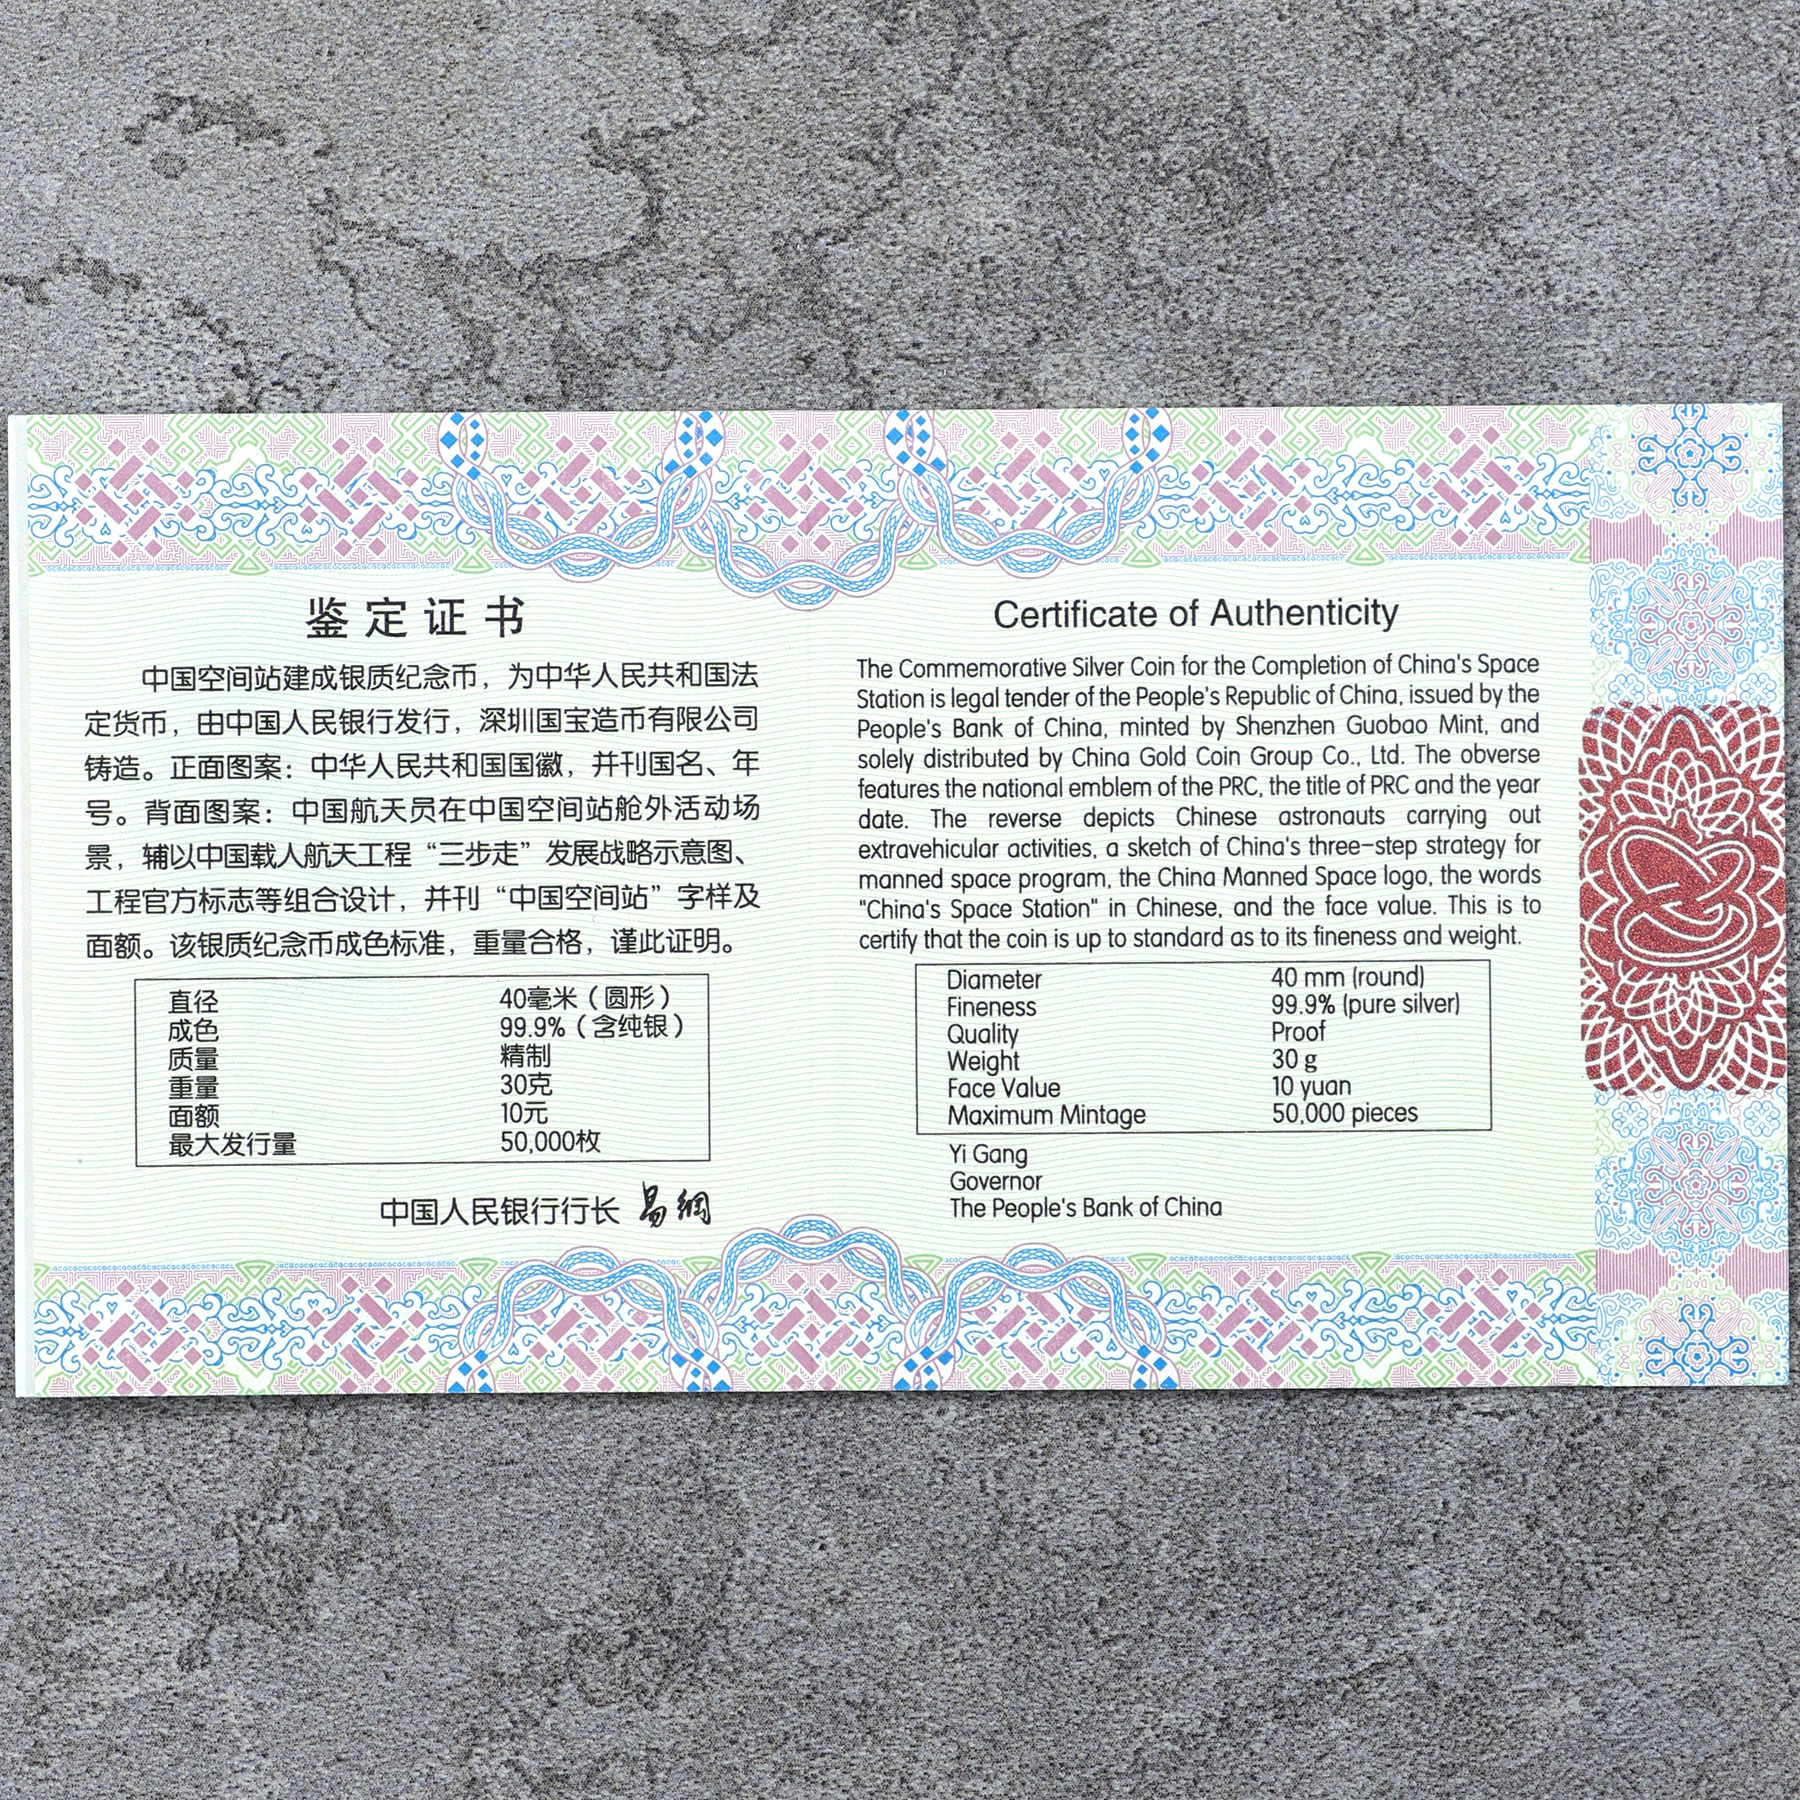 鉴定证书
中国空间站建成银质纪念币，为中华人民共和国法
定货币，由中国人民银行发行，深圳国宝造币有限公司
铸造。正面图案：中华人民共和国国徽，并刊国名、年
号。背面图案：中国航天员在中国空间站舱外活动场
景，辅以中国载人航天工程“三步走”发展战略示意图、
工程官方标志等组合设计，并刊“中国空间站”字样及
面额。该银质纪念币成色标准，重量合格，谨此证明。
直径 40毫米（圆形）
成色 99.9%（含纯银）
质量 精制
重量 30克
面额 10元
最大发行量 50,000枚
中国人民银行行长 易纲
Certificate of Authenticity
The Commemorative Silver Coin for the Completion of China's Space
Station is legal tender of the People's Republic of China, issued by the
People's Bank of China, minted by Shenzhen Guobao Mint, and
solely distributed by China Gold Coin Group Co., Ltd. The obverse
features the national emblem of the PRC, the title of PRC and the year
date. The reverse depicts Chinese astronauts carrying out
extravehicular activities, a sketch of China's three-step strategy for
manned space program, the China Manned Space logo, the words
"China's Space Station" in Chinese, and the face value. This is to
certify that the coin is up to standard as to its fineness and weight.
Diameter 40 mm (round)
Fineness 99.9% (pure silver)
Quality Proof
Weight 30 g
Face Value 10 yuan
Maximum Mintage 50,000 pieces
Yi Gang
Governor
The People's Bank of China